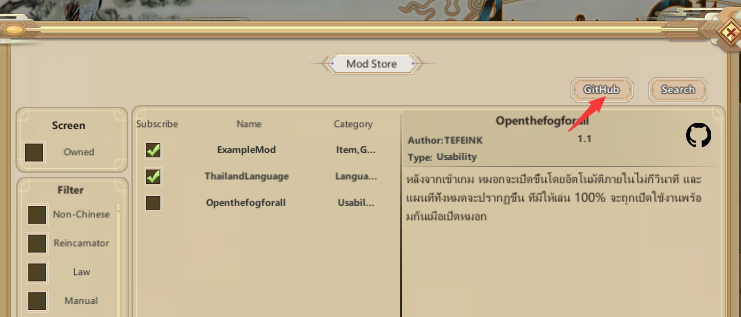 Mod Store
GitHub
Search
Screen
Owned
Filter
Non-Chinese
Reincarnator
Law
Manual
Subscribe Name Category
ExampleMod Item,G...
ThailandLanguage Langua...
Openthefogforall Usabil...
Openthefogforall
Author:TEFEINK 1.1
Type: Usability
หลังจากเข้าเกม หมอกจะเปิดขึ้นโดยอัตโนมัติภายในไม่กี่วินาที และ
แผนที่ทั้งหมดจะปรากฏขึ้น ที่มีให้เล่น 100% จะถูกเปิดใช้งานพร้อ
มกันเมื่อเปิดหมอก